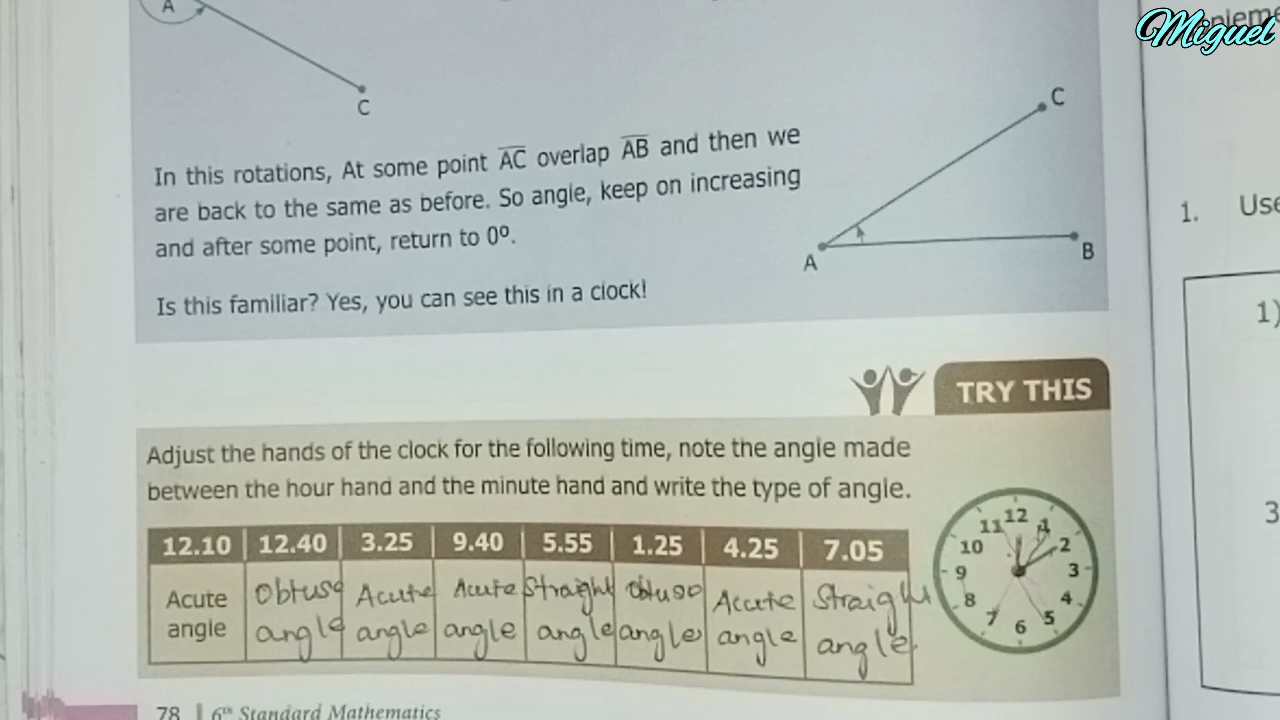 Miguel
A
C
C
In this rotations, At some point AC overlap AB and then we
are back to the same as before. So angle, keep on increasing
and after some point, return to 0º.
A
B
Is this familiar? Yes, you can see this in a clock!
TRY THIS
Adjust the hands of the clock for the following time, note the angle made
between the hour hand and the minute hand and write the type of angle.
12.10 12.40 3.25 9.40 5.55 1.25 4.25 7.05
Acute angle
Obtuse angle
Acute angle
Acute angle
Straight angle
Obtuse angle
Acute angle
Straight angle
12
11 1
10 2
9 3
8 4
7 5
6
78 6th Standard Mathematics
1. Use
1)
3